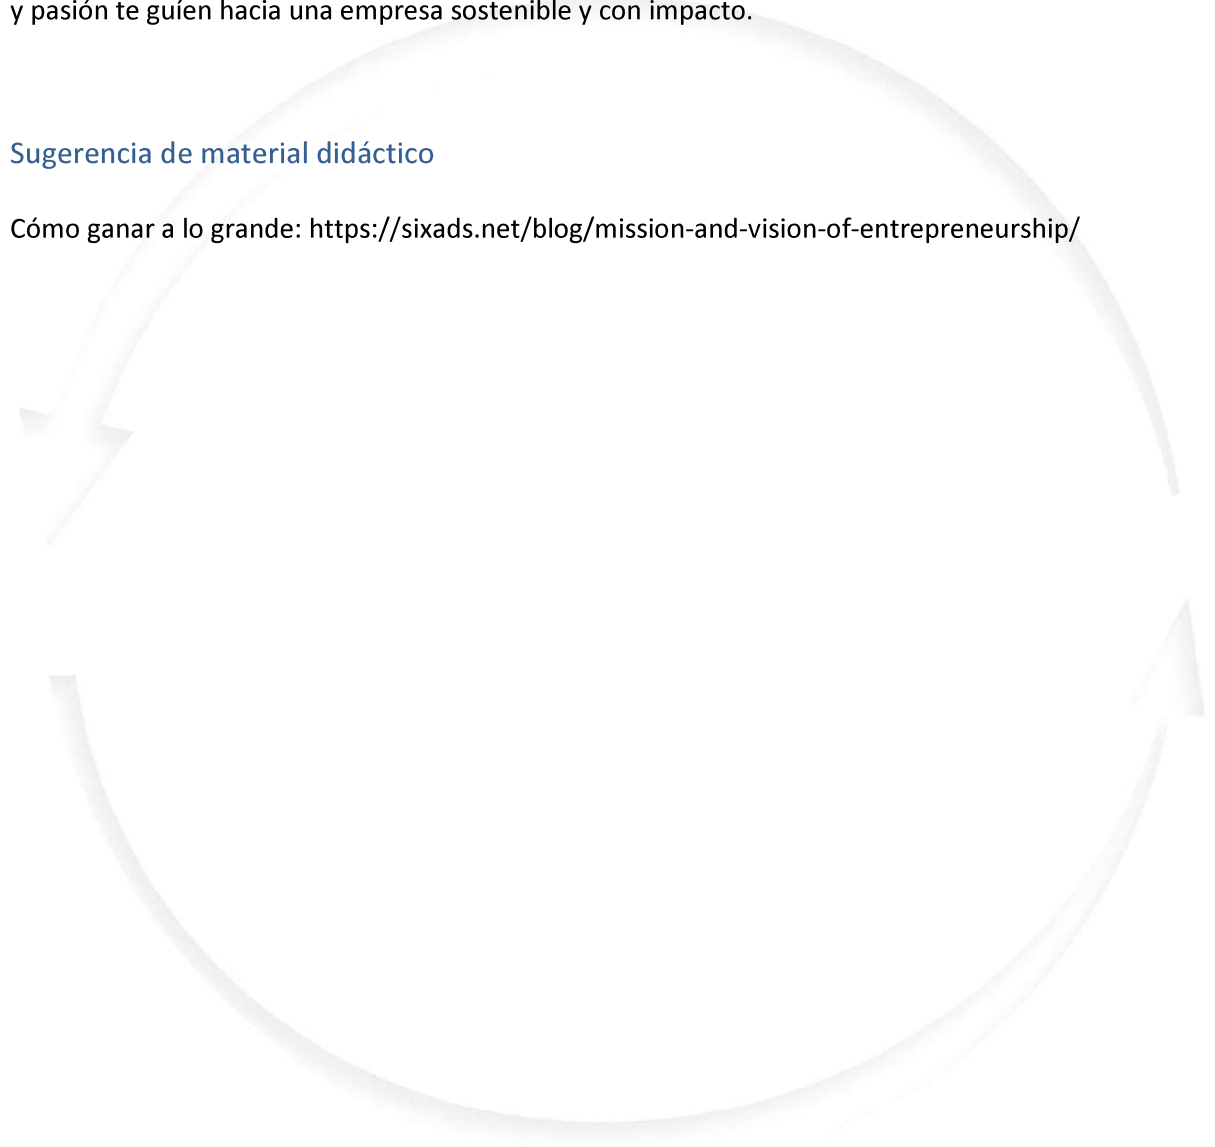 y pasión te guíen hacia una empresa sostenible y con impacto.
Sugerencia de material didáctico
Cómo ganar a lo grande: https://sixads.net/blog/mission-and-vision-of-entrepreneurship/